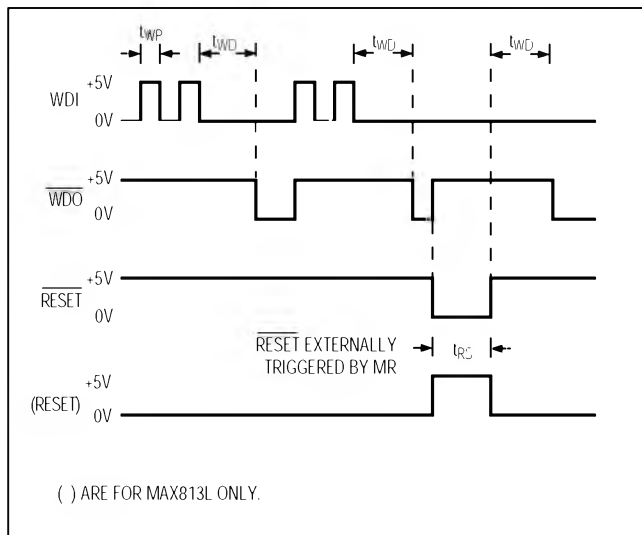 tWP tWD tWD tWD
WDI +5V
0V
WDO +5V
0V
RESET +5V
0V
RESET EXTERNALLY
TRIGGERED BY MR
tRS
(RESET) +5V
0V
( ) ARE FOR MAX813L ONLY.